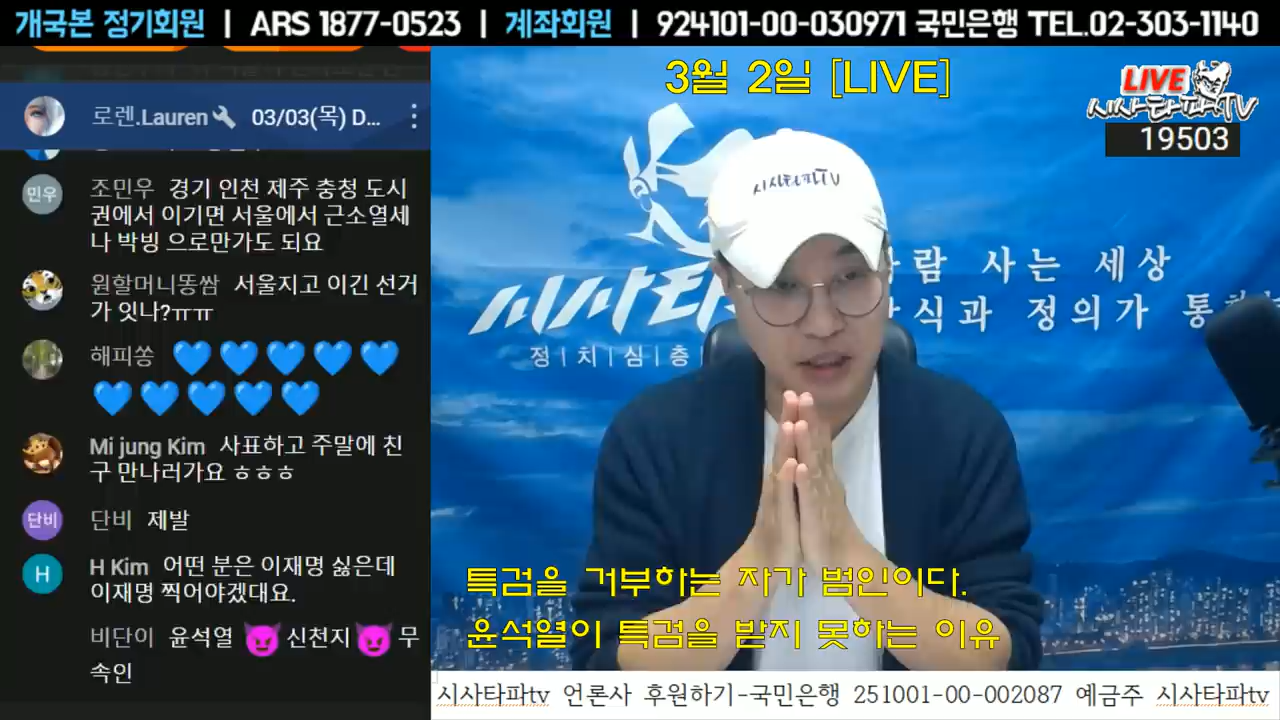 개국본 정기회원 | ARS 1877-0523 | 계좌회원 | 924101-00-030971 국민은행 TEL.02-303-1140
로렌.Lauren 03/03(목) D...
민우
조민우 경기 인천 제주 충청 도시
권에서 이기면 서울에서 근소열세
나 박빙 으로만가도 되요
원할머니똥쌈 서울지고 이긴 선거
가 잇나?ㅠㅠ
해피쏭 💙💙💙💙💙
💙💙💙💙💙
Mi jung Kim 사표하고 주말에 친
구 만나러가요 ㅎㅎㅎ
단비
단비 제발
H
H Kim 어떤 분은 이재명 싫은데
이재명 찍어야겠대요.
비단이 윤석열 😈 신천지 😈 무
속인
3월 2일 [LIVE]
LIVE
시사타파TV
19503
시사타파TV
람 사는 세상
식과 정의가 통
시사타
정|치|심|층|
특검을 거부하는 자가 범인이다.
윤석열이 특검을 받지 못하는 이유
시사타파tv 언론사 후원하기-국민은행 251001-00-002087 예금주 시사타파tv